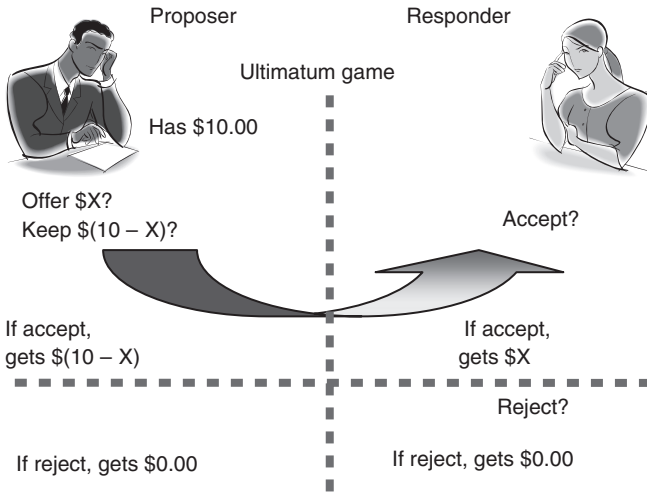 Proposer
Responder
Ultimatum game
Has $10.00
Offer $X?
Keep $(10 – X)?
Accept?
If accept,
gets $(10 – X)
If accept,
gets $X
Reject?
If reject, gets $0.00
If reject, gets $0.00